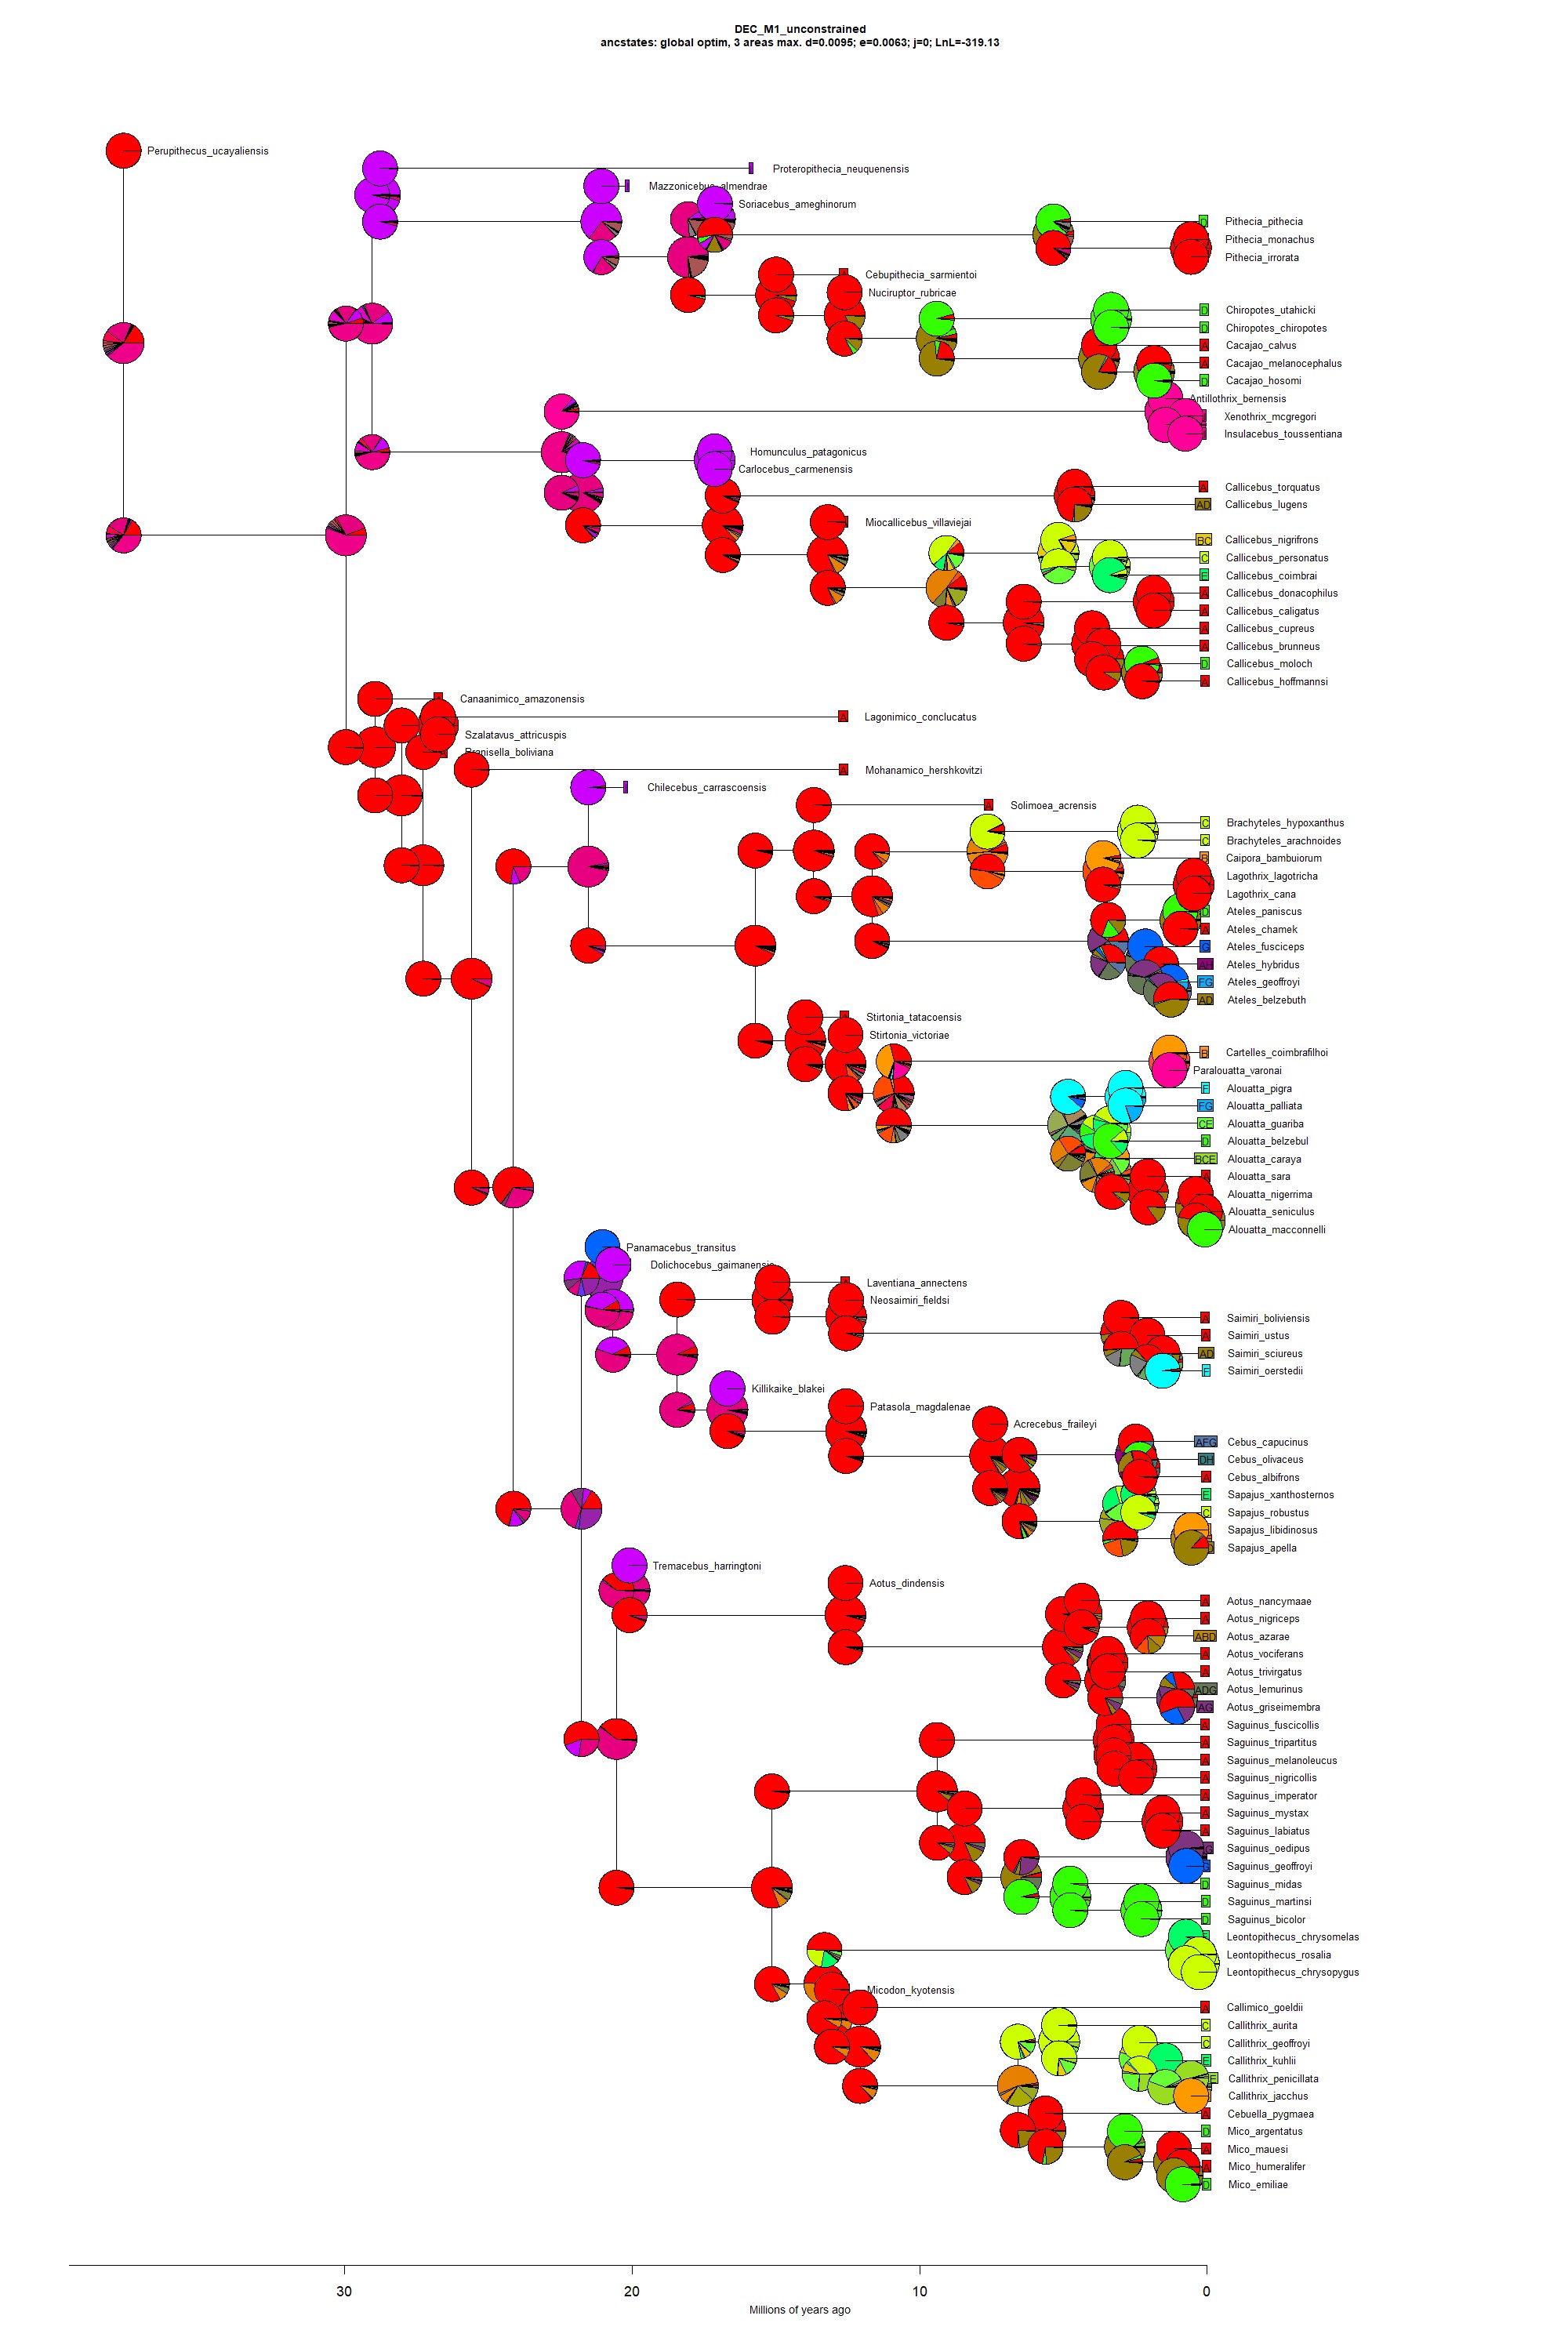 DEC_M1_unconstrained
ancstates: global optim, 3 areas max. d=0.0095; e=0.0063; j=0; LnL=-319.13
Perupithecus_ucayaliensis
Proteropithecia_neuquenensis
Mazzonicebus_almendrae
Soriacebus_ameghinorum
D Pithecia_pithecia
Pithecia_monachus
Pithecia_irrorata
A Cebupithecia_sarmientoi
Nuciruptor_rubricae
D Chiropotes_utahicki
D Chiropotes_chiropotes
A Cacajao_calvus
A Cacajao_melanocephalus
D Cacajao_hosomi
Antillothrix_bernensis
Xenothrix_mcgregori
Insulacebus_toussentiana
Homunculus_patagonicus
Carlocebus_carmenensis
A Callicebus_torquatus
AD Callicebus_lugens
Miocallicebus_villaviejai
BC Callicebus_nigrifrons
C Callicebus_personatus
E Callicebus_coimbrai
A Callicebus_donacophilus
A Callicebus_caligatus
A Callicebus_cupreus
A Callicebus_brunneus
D Callicebus_moloch
A Callicebus_hoffmannsi
Canaanimico_amazonensis
A Lagonimico_conclucatus
Szalatavus_attricuspis
Branisella_boliviana
A Mohanamico_hershkovitzi
Chilecebus_carrascoensis
A Solimoea_acrensis
C Brachyteles_hypoxanthus
C Brachyteles_arachnoides
B Caipora_bambuiorum
Lagothrix_lagotricha
Lagothrix_cana
D Ateles_paniscus
A Ateles_chamek
G Ateles_fusciceps
AH Ateles_hybridus
FG Ateles_geoffroyi
AD Ateles_belzebuth
A Stirtonia_tatacoensis
Stirtonia_victoriae
B Cartelles_coimbrafilhoi
Paralouatta_varonai
F Alouatta_pigra
FG Alouatta_palliata
CE Alouatta_guariba
D Alouatta_belzebul
BCE Alouatta_caraya
A Alouatta_sara
Alouatta_nigerrima
Alouatta_seniculus
Alouatta_macconnelli
Panamacebus_transitus
Dolichocebus_gaimanensis
A Laventiana_annectens
Neosaimiri_fieldsi
A Saimiri_boliviensis
A Saimiri_ustus
AD Saimiri_sciureus
F Saimiri_oerstedii
Killikaike_blakei
Patasola_magdalenae
Acrecebus_fraileyi
AFG Cebus_capucinus
DH Cebus_olivaceus
A Cebus_albifrons
E Sapajus_xanthosternos
C Sapajus_robustus
Sapajus_libidinosus
Sapajus_apella
Tremacebus_harringtoni
Aotus_dindensis
A Aotus_nancymaae
A Aotus_nigriceps
ABD Aotus_azarae
A Aotus_vociferans
A Aotus_trivirgatus
ADG Aotus_lemurinus
AG Aotus_griseimembra
A Saguinus_fuscicollis
A Saguinus_tripartitus
A Saguinus_melanoleucus
A Saguinus_nigricollis
A Saguinus_imperator
A Saguinus_mystax
A Saguinus_labiatus
Saguinus_oedipus
Saguinus_geoffroyi
D Saguinus_midas
D Saguinus_martinsi
D Saguinus_bicolor
Leontopithecus_chrysomelas
Leontopithecus_rosalia
Leontopithecus_chrysopygus
Micodon_kyotensis
A Callimico_goeldii
C Callithrix_aurita
C Callithrix_geoffroyi
E Callithrix_kuhlii
Callithrix_penicillata
Callithrix_jacchus
A Cebuella_pygmaea
D Mico_argentatus
A Mico_mauesi
A Mico_humeralifer
D Mico_emiliae
30 20 10 0
Millions of years ago